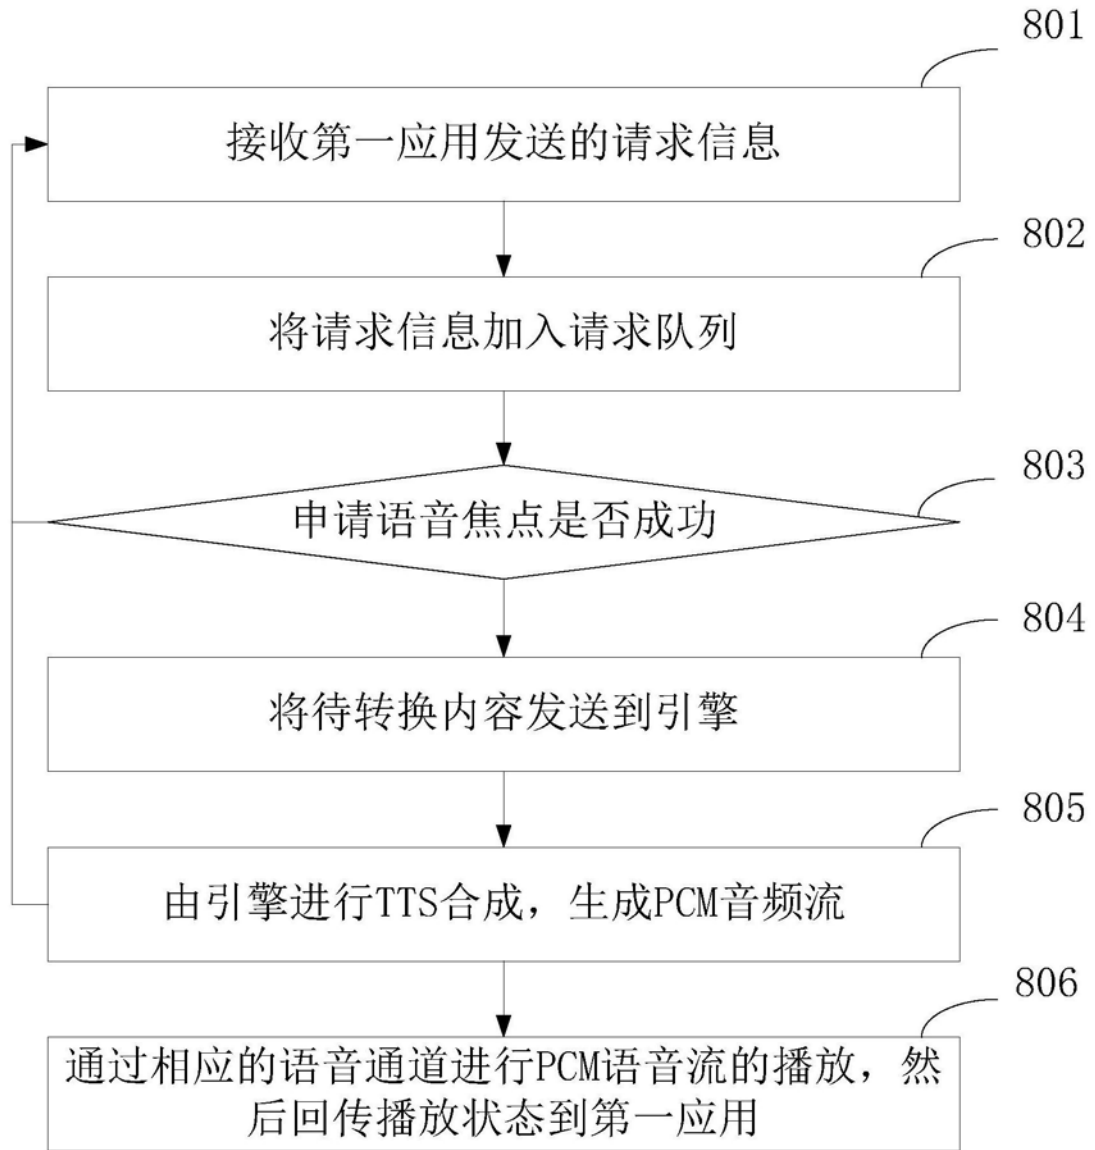 801
接收第一应用发送的请求信息
802
将请求信息加入请求队列
803
申请语音焦点是否成功
804
将待转换内容发送到引擎
805
由引擎进行TTS合成，生成PCM音频流
806
通过相应的语音通道进行PCM语音流的播放，然
后回传播放状态到第一应用